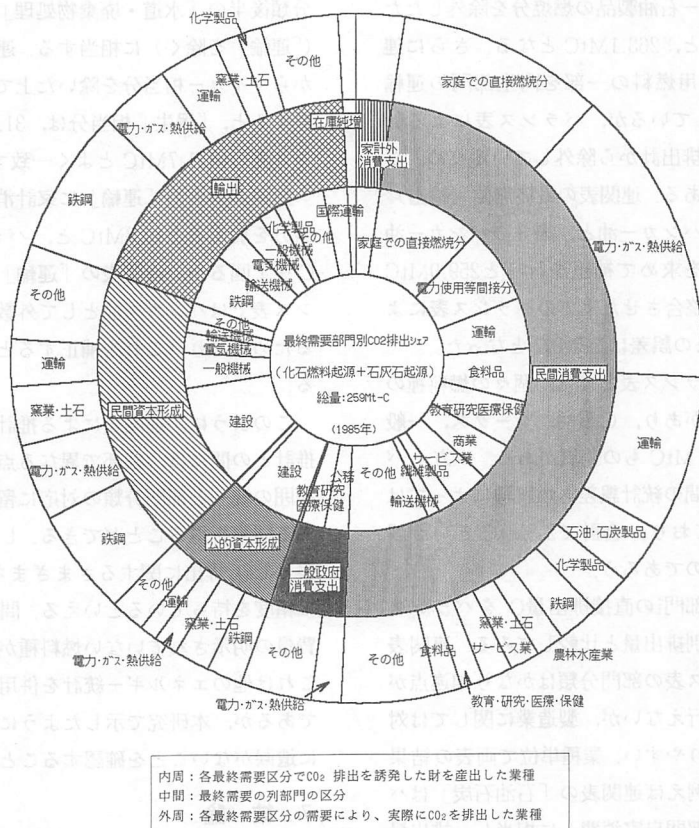 化学製品
その他
窯業・土石
運輸
電力・ガス・熱供給
鉄鋼
その他
運輸
窯業・土石
電力・ガス・熱供給
鉄鋼
その他
運輸
電力・ガス・熱供給
窯業・土石
鉄鋼
その他
電力・ガス・熱供給
その他
食料品
教育・研究・医療・保健
サービス業
窯業・土石
農林水産業
鉄鋼
化学製品
石油・石炭製品
運輸
電力・ガス・熱供給
家庭での直接燃焼分
在庫純増
家計外
消費支出
輸出
民間消費支出
民間資本形成
公的資本形成
一般政府
消費支出
国際運輸
その他
化学製品
一般機械
電気機械
輸送機械
鉄鋼
その他
輸送機械
電気機械
一般機械
建設
建設
教育研究
医療保健
公務
その他
繊維製品
輸送機械
サービス業
商業
教育研究医療保健
食料品
運輸
電力使用等間接分
家庭での直接燃焼分
最終需要部門別CO2排出シェア
(化石燃料起源+石灰石起源)
総量:259Mt-C
(1985年)
内周:各最終需要区分でCO₂ 排出を誘発した財を産出した業種
中間:最終需要の列部門の区分
外周:各最終需要区分の需要により、実際にCO₂を排出した業種